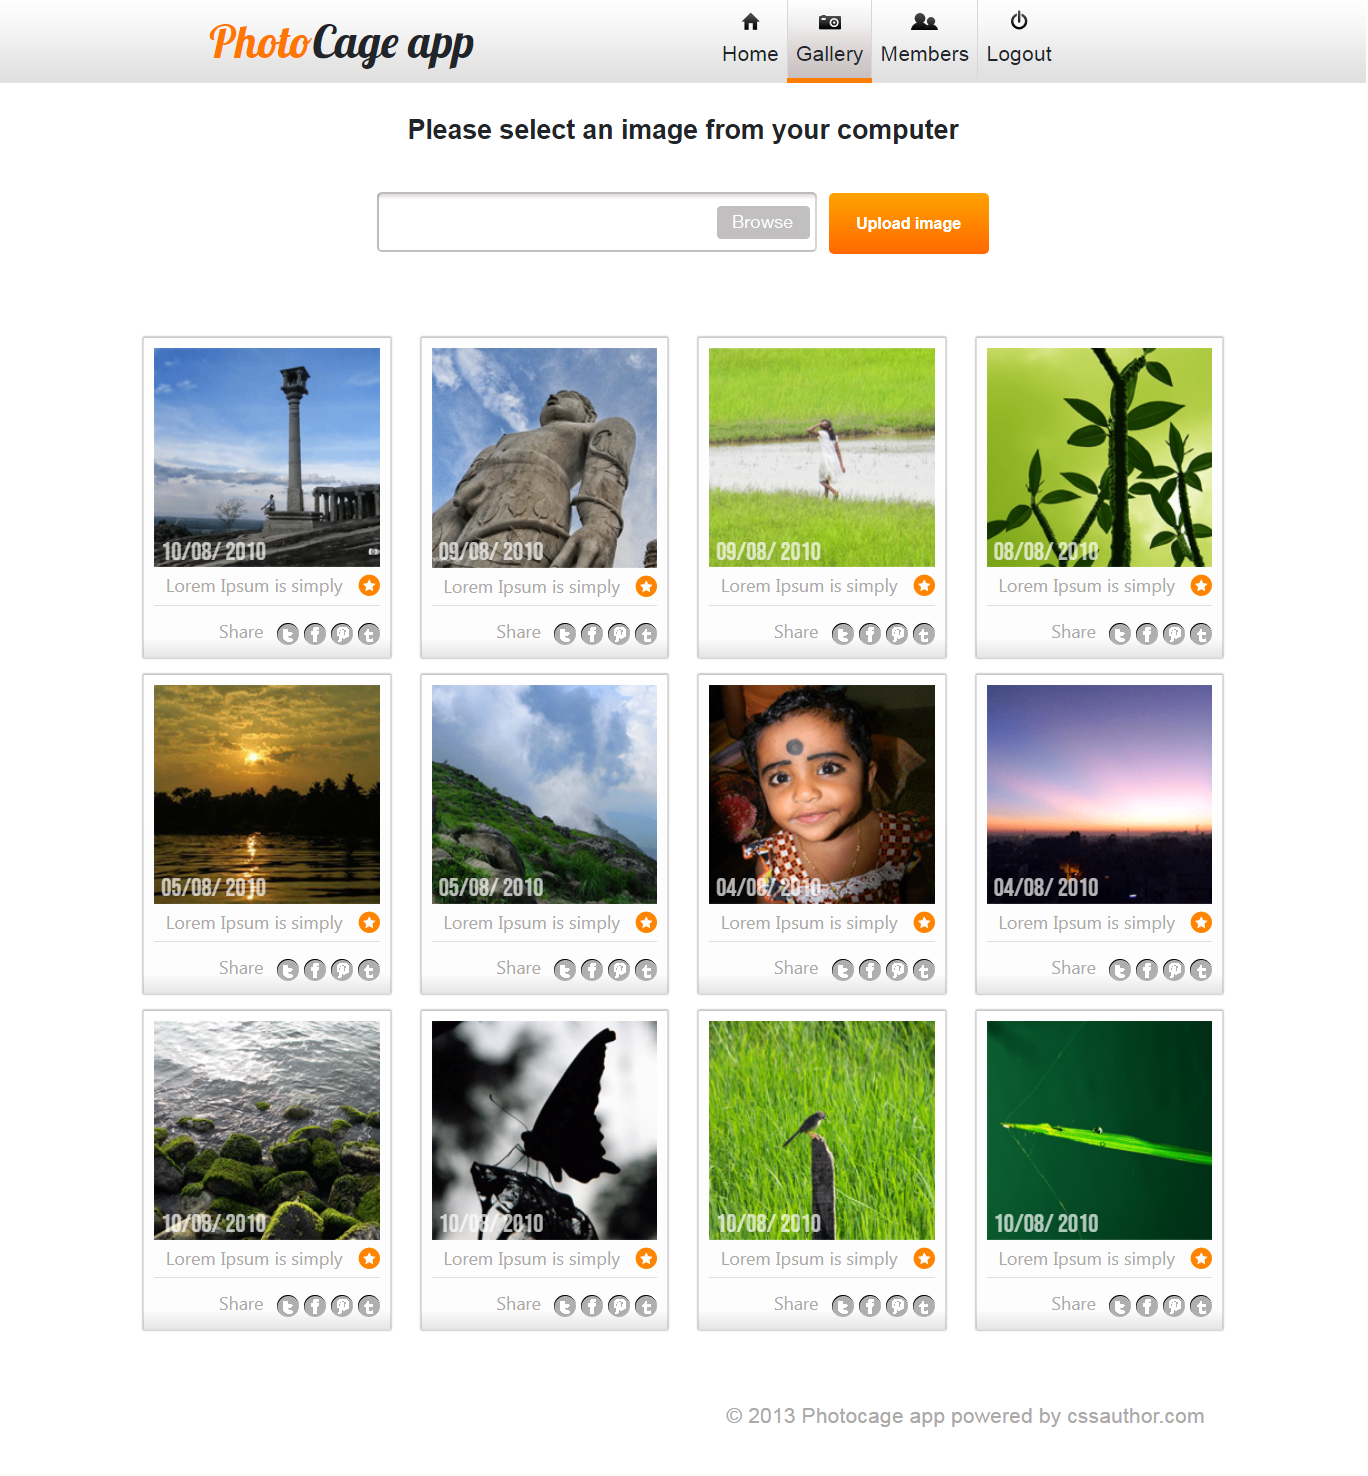 PhotoCage app
Home Gallery Members Logout
Please select an image from your computer
Browse Upload image
10/08/ 2010 09/08/ 2010 09/08/ 2010 08/08/ 2010
Lorem Ipsum is simply Lorem Ipsum is simply Lorem Ipsum is simply Lorem Ipsum is simply
Share Share Share Share
05/08/ 2010 05/08/ 2010 04/08/ 2010 04/08/ 2010
Lorem Ipsum is simply Lorem Ipsum is simply Lorem Ipsum is simply Lorem Ipsum is simply
Share Share Share Share
10/08/ 2010 10/08/ 2010 10/08/ 2010 10/08/ 2010
Lorem Ipsum is simply Lorem Ipsum is simply Lorem Ipsum is simply Lorem Ipsum is simply
Share Share Share Share
© 2013 Photocage app powered by cssauthor.com